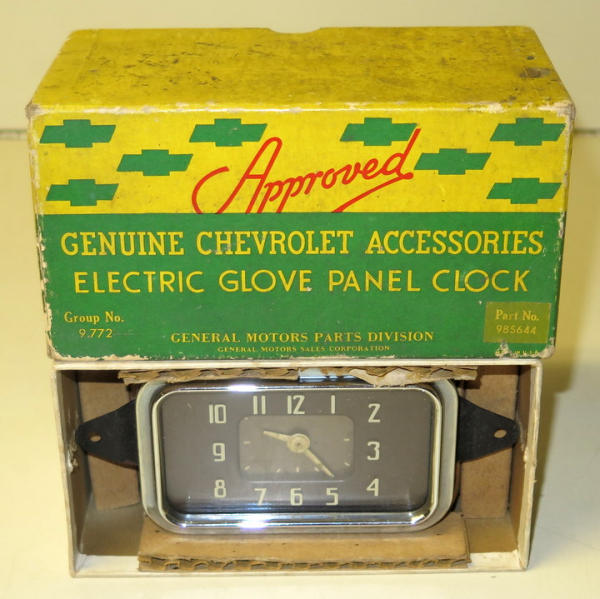 Approved
GENUINE CHEVROLET ACCESSORIES
ELECTRIC GLOVE PANEL CLOCK
Group No.
9.772
Part No.
985644
GENERAL MOTORS PARTS DIVISION
GENERAL MOTORS SALES CORPORATION
10 11 12 1 2
9 3
8 7 6 5 4